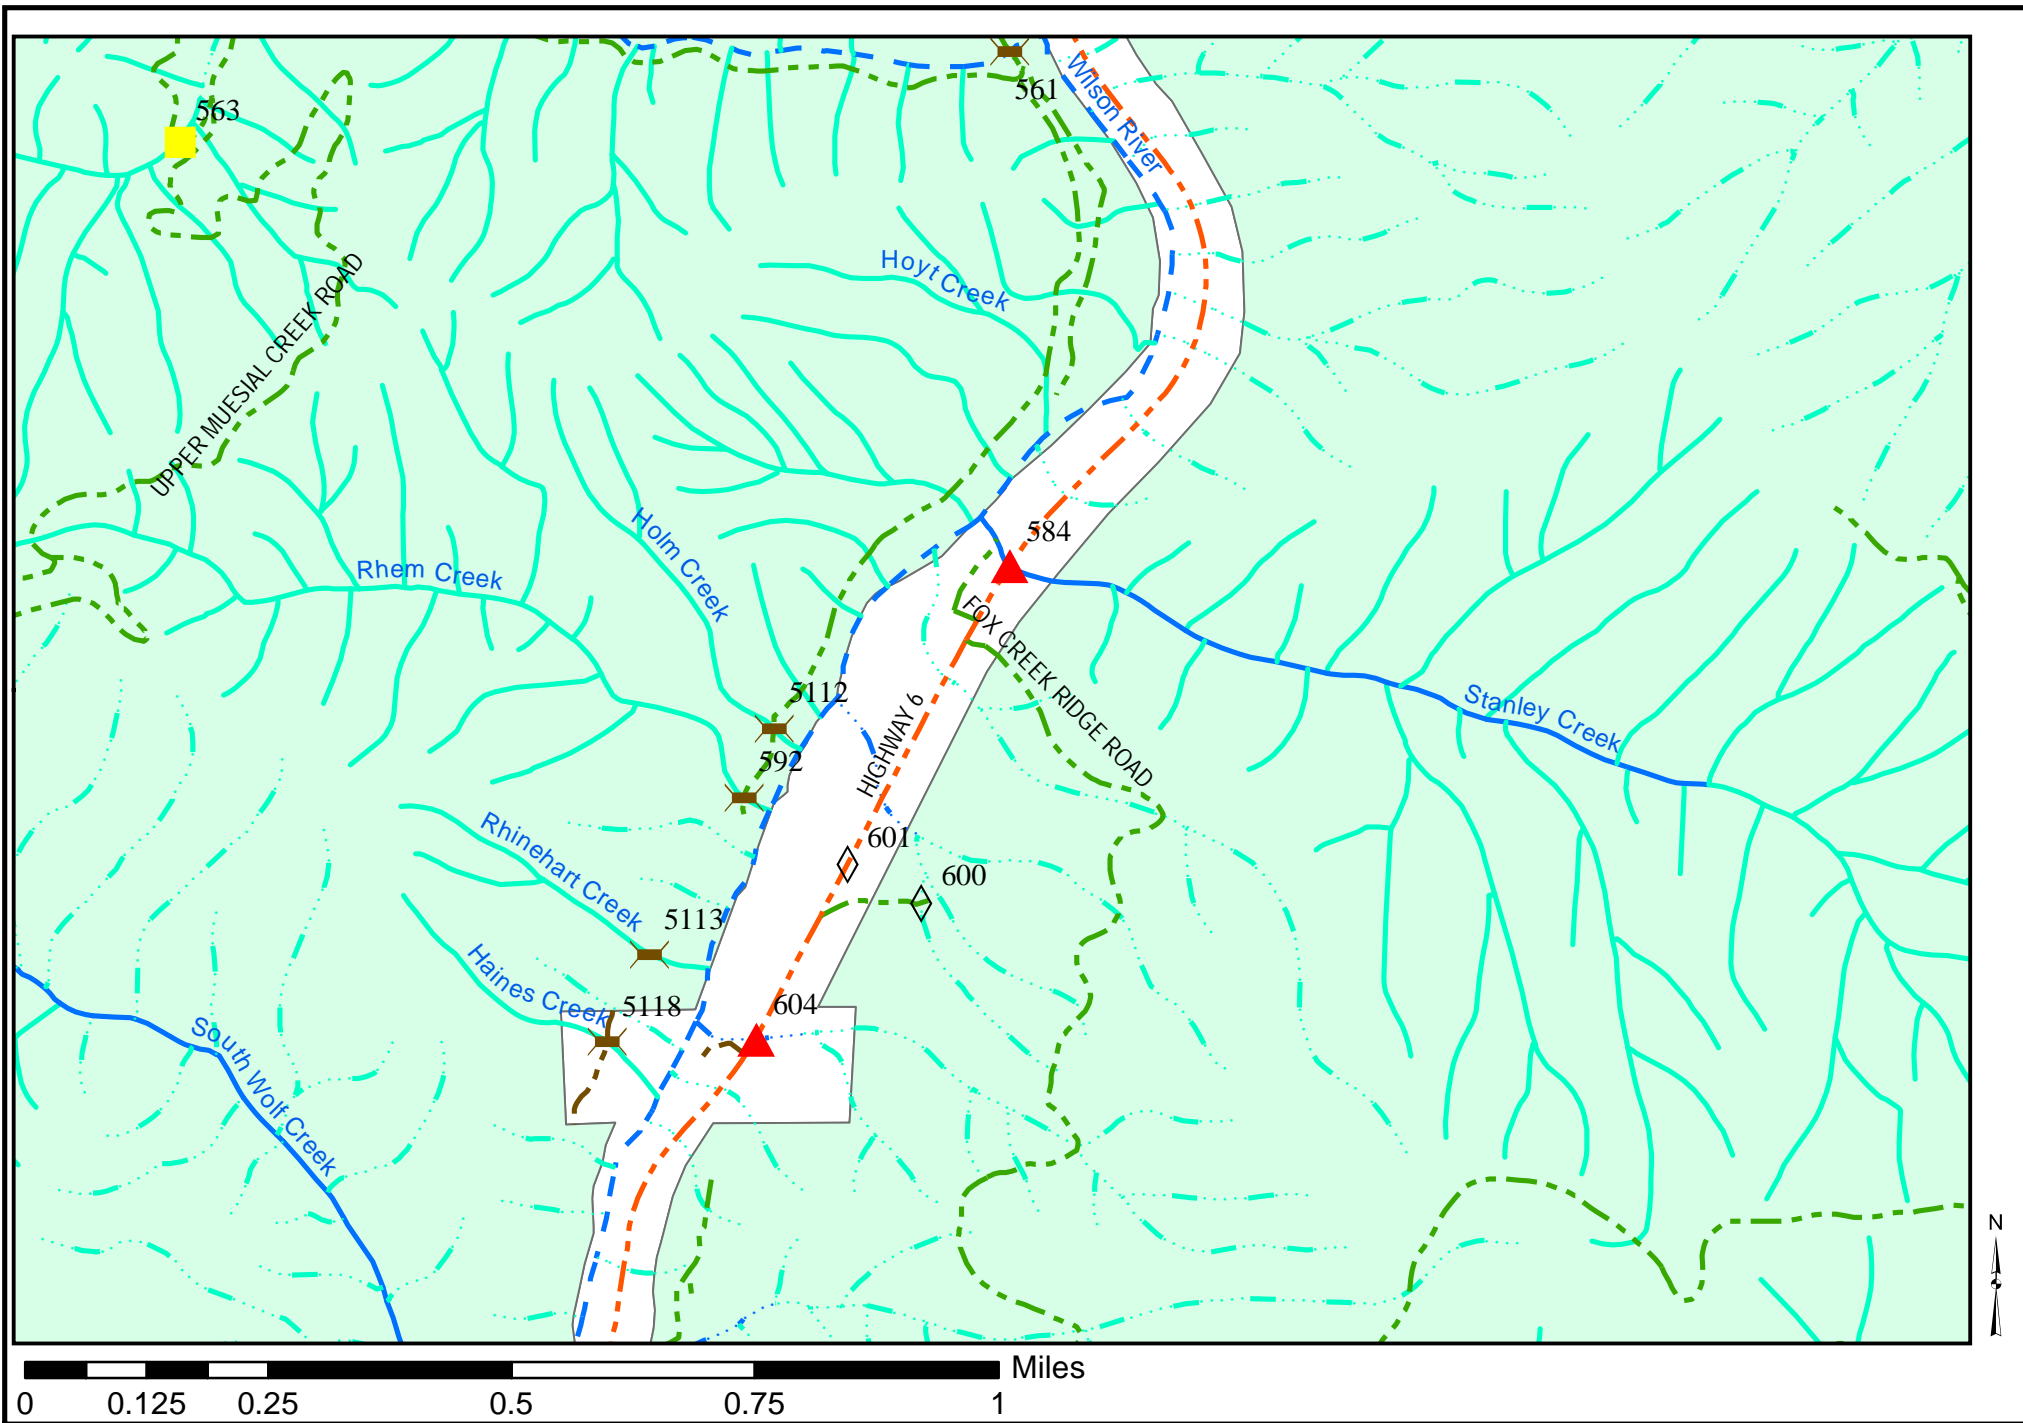 561
Wilson River
563
Hoyt Creek
UPPER MUESIAL CREEK ROAD
584
Holm Creek
Rhem Creek
FOX CREEK RIDGE ROAD
5112
Stanley Creek
HIGHWAY 6
592
601
Rhinehart Creek
600
5113
Haines Creek
5118
604
South Wolf Creek
N
Miles
0
0.125
0.25
0.5
0.75
1